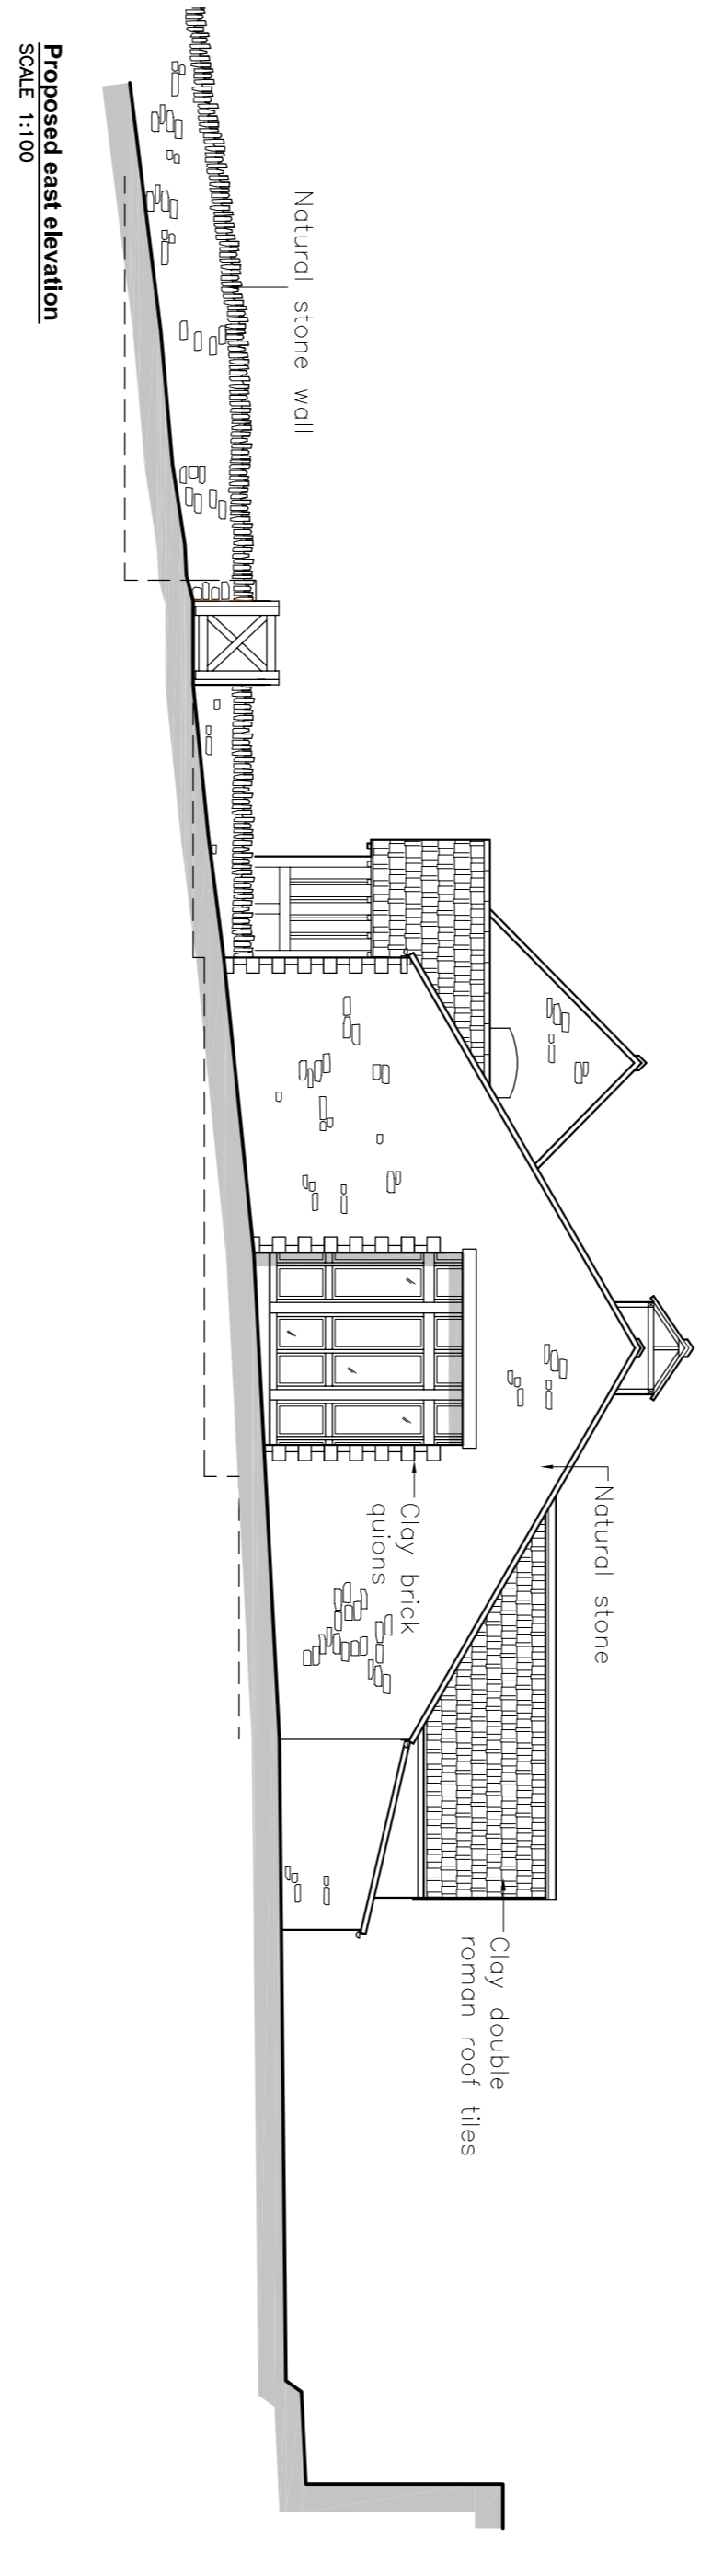 Natural stone wall
Natural stone
Clay brick
quions
Clay double
roman roof tiles
Proposed east elevation
SCALE 1:100